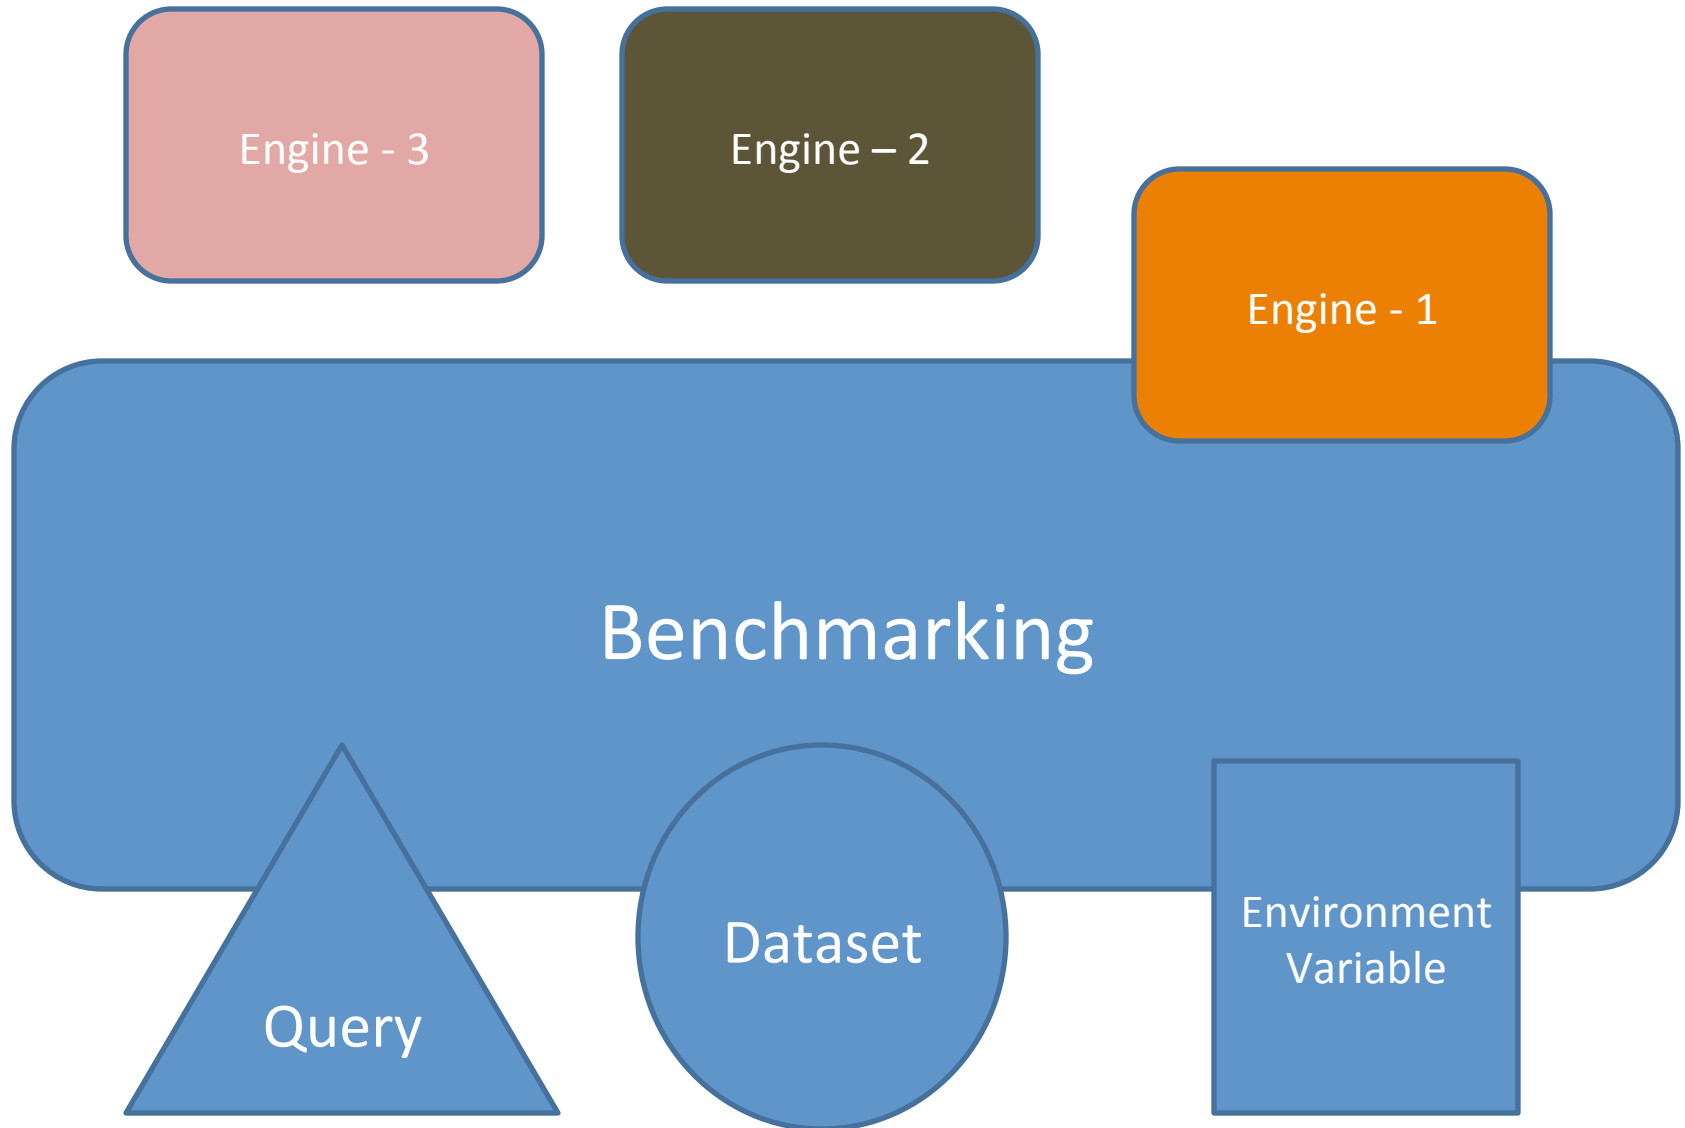 Engine - 3
Engine – 2
Engine - 1
Benchmarking
Query
Dataset
Environment
Variable